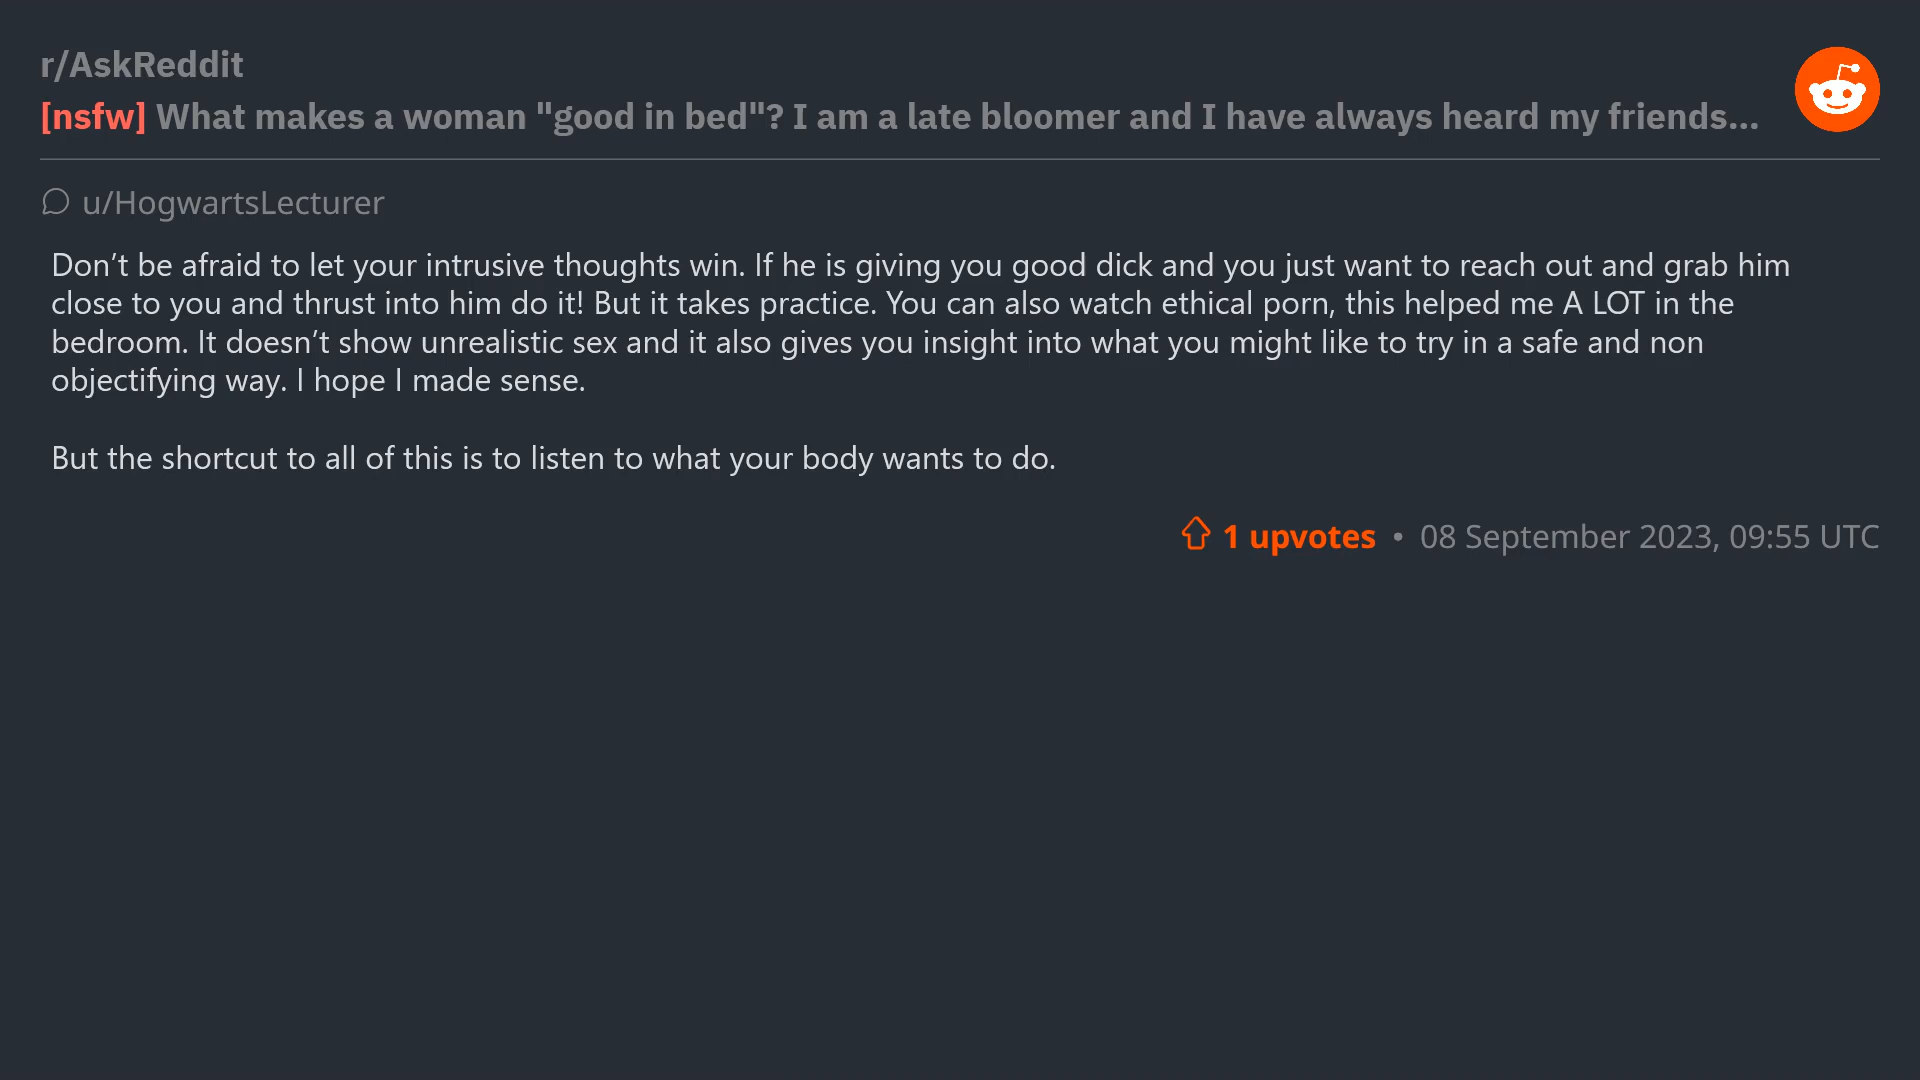 r/AskReddit
[nsfw] What makes a woman "good in bed"? I am a late bloomer and I have always heard my friends...
u/HogwartsLecturer
Don’t be afraid to let your intrusive thoughts win. If he is giving you good dick and you just want to reach out and grab him
close to you and thrust into him do it! But it takes practice. You can also watch ethical porn, this helped me A LOT in the
bedroom. It doesn’t show unrealistic sex and it also gives you insight into what you might like to try in a safe and non
objectifying way. I hope I made sense.
But the shortcut to all of this is to listen to what your body wants to do.
1 upvotes • 08 September 2023, 09:55 UTC